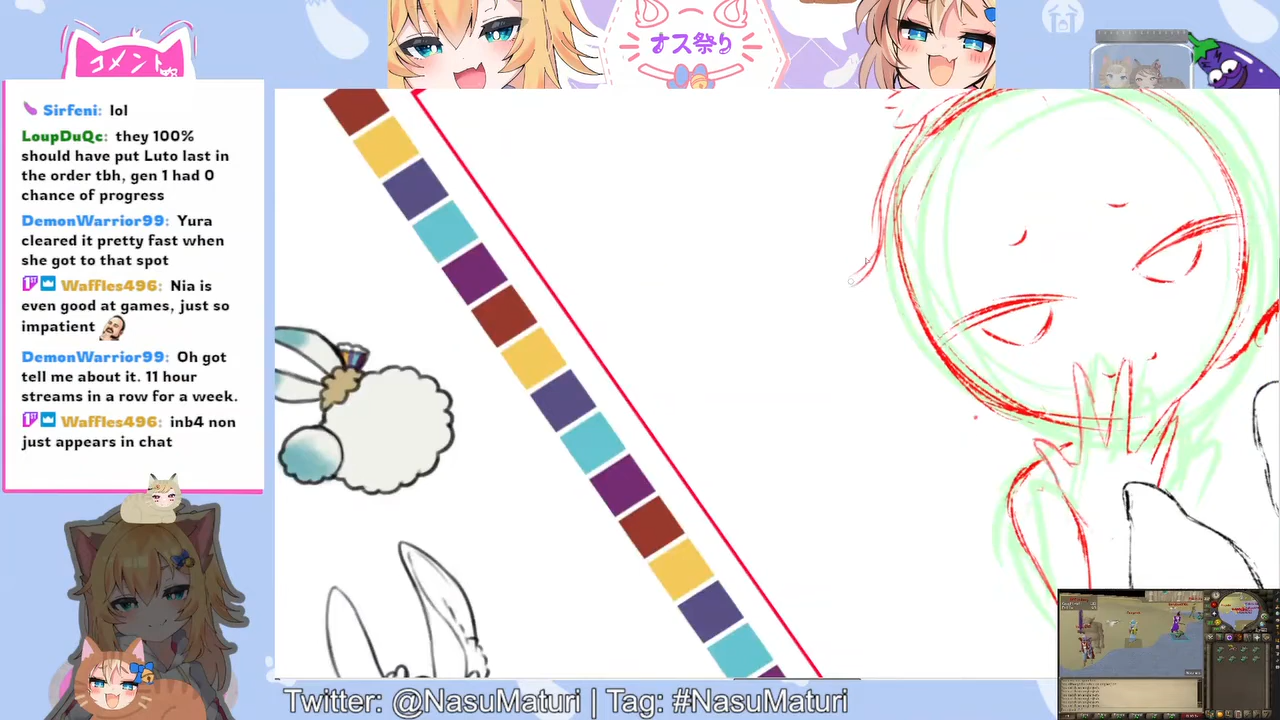 コメント
オス祭り
Sirfeni: lol
LoupDuQc: they 100%
should have put Luto last in
the order tbh, gen 1 had 0
chance of progress
DemonWarrior99: Yura
cleared it pretty fast when
she got to that spot
Waffles496: Nia is
even good at games, just so
impatient
DemonWarrior99: Oh got
tell me about it. 11 hour
streams in a row for a week.
Waffles496: inb4 non
just appears in chat
Twitter: @NasuMaturi | Tag: #NasuMaturi